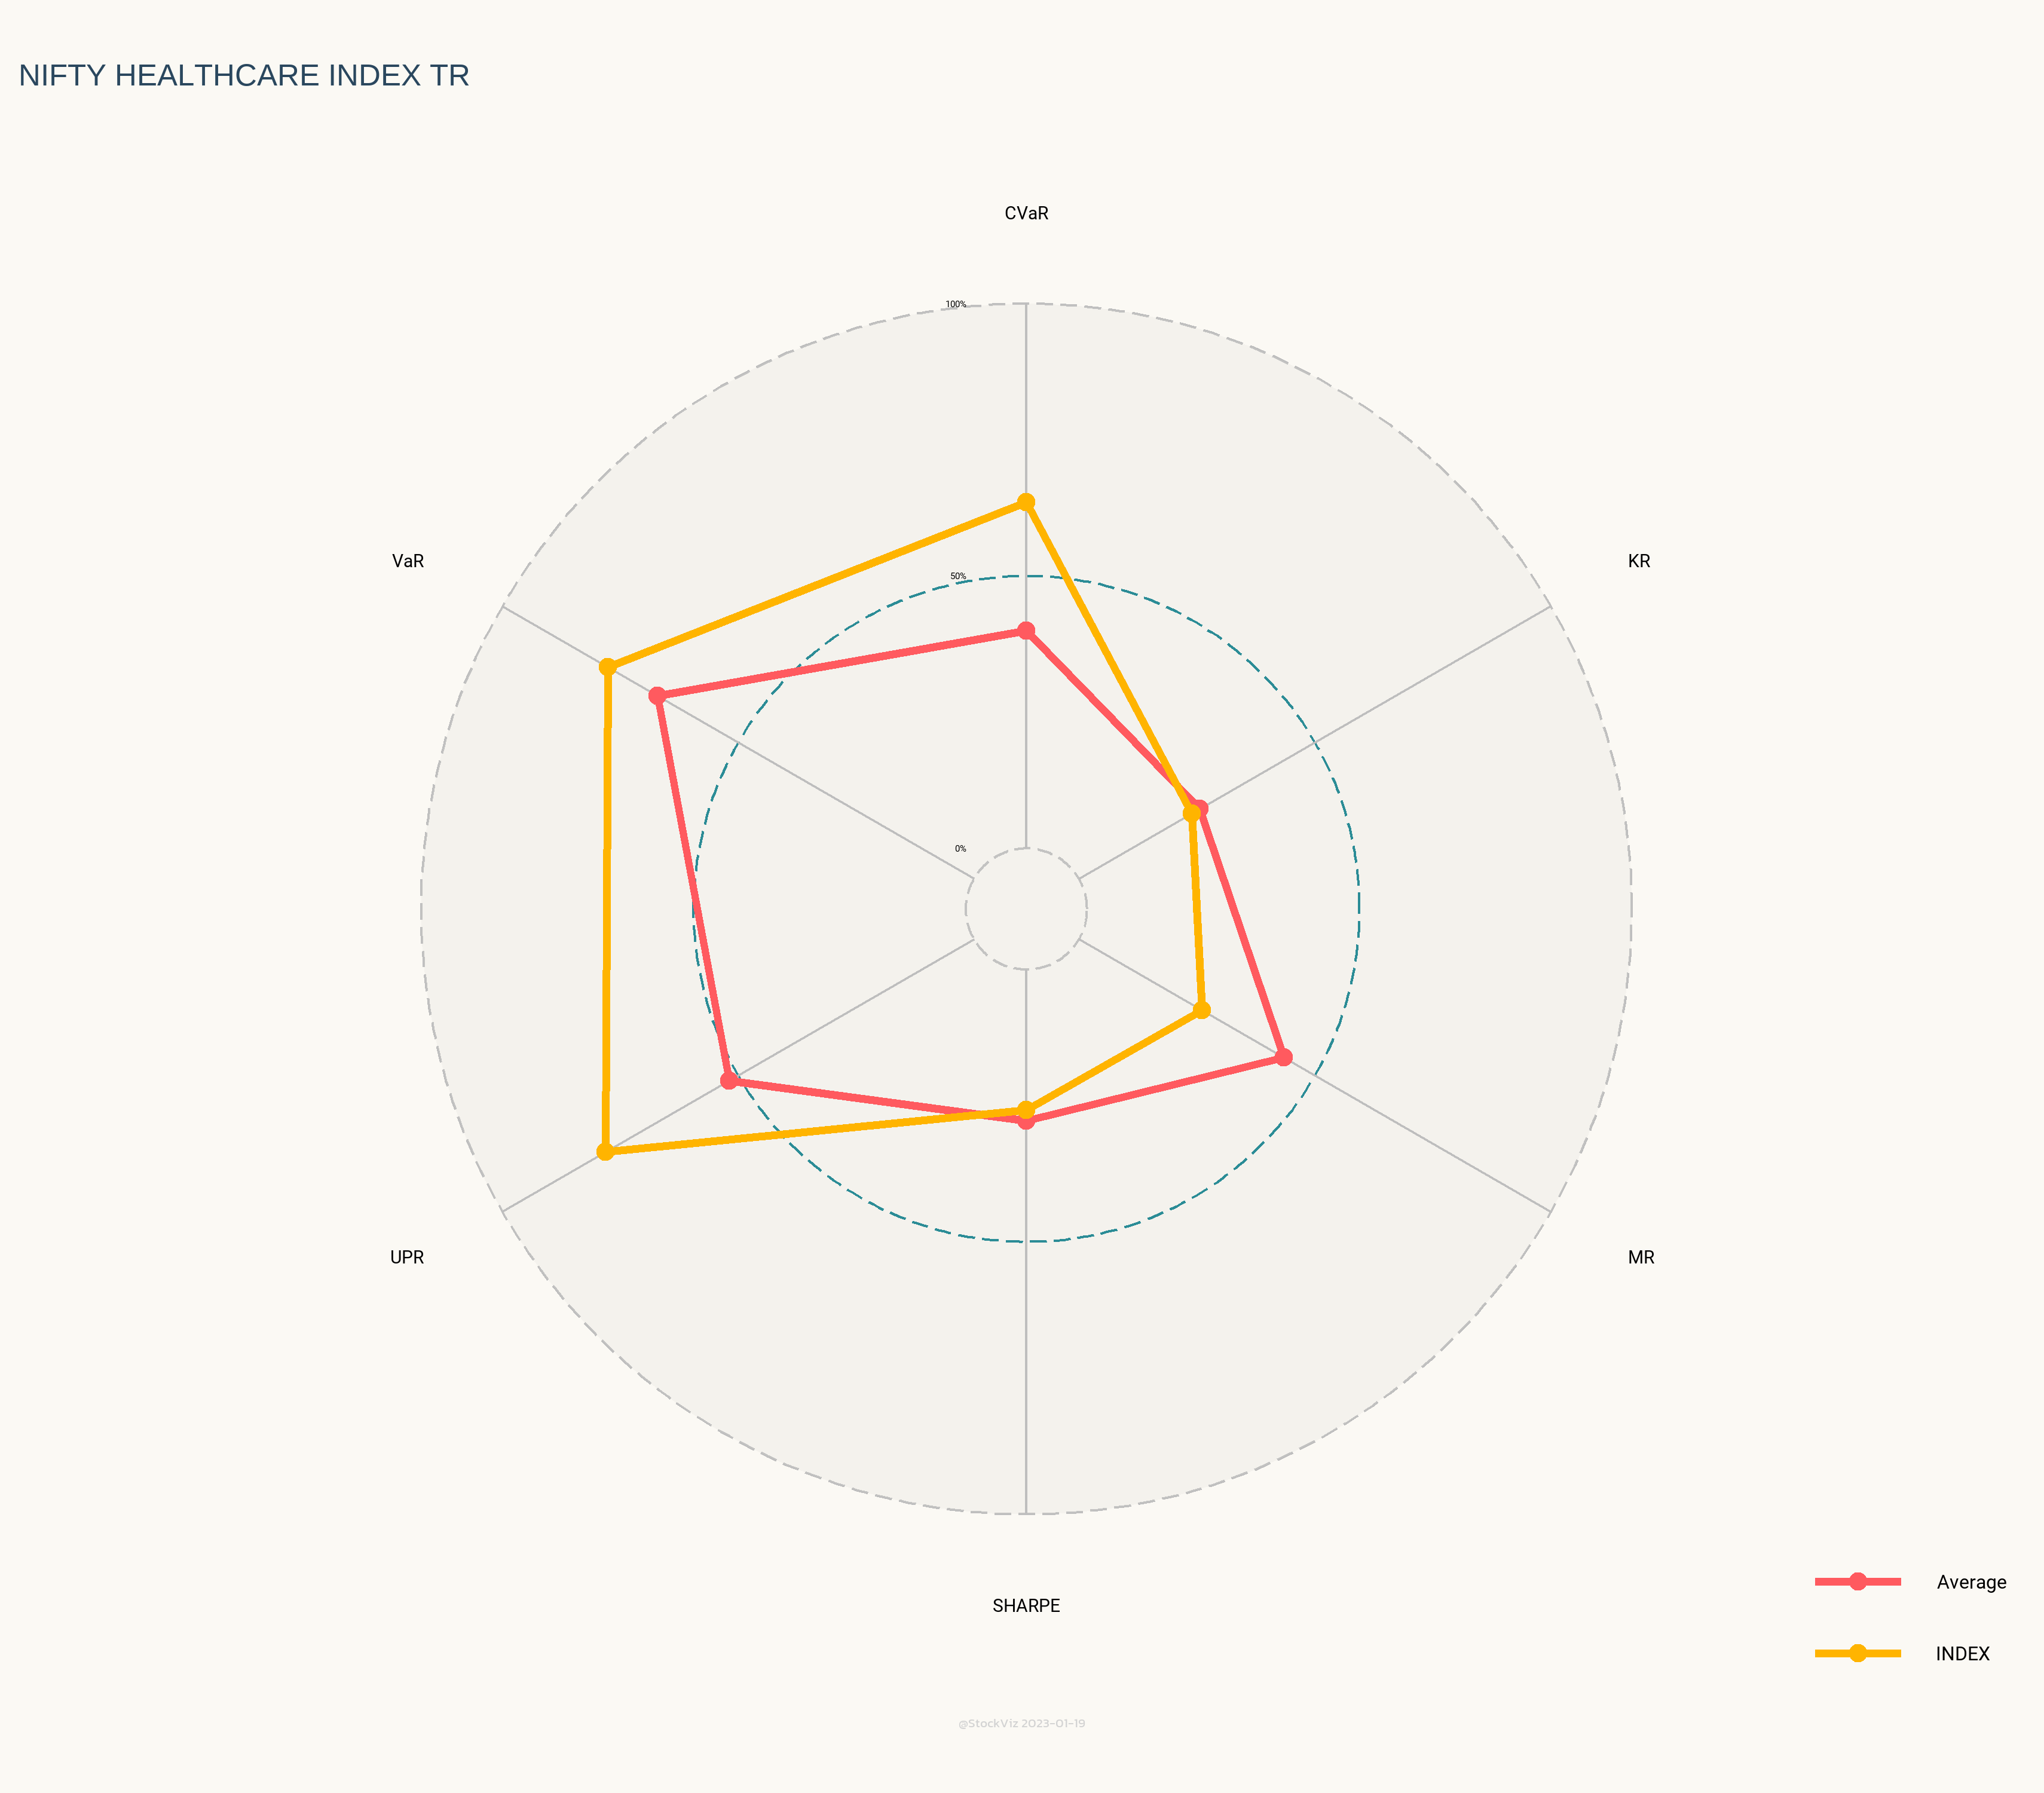 NIFTY HEALTHCARE INDEX TR
CVaR
100%
VaR
KR
50%
0%
UPR
MR
SHARPE
Average
INDEX
@StockViz 2023-01-19